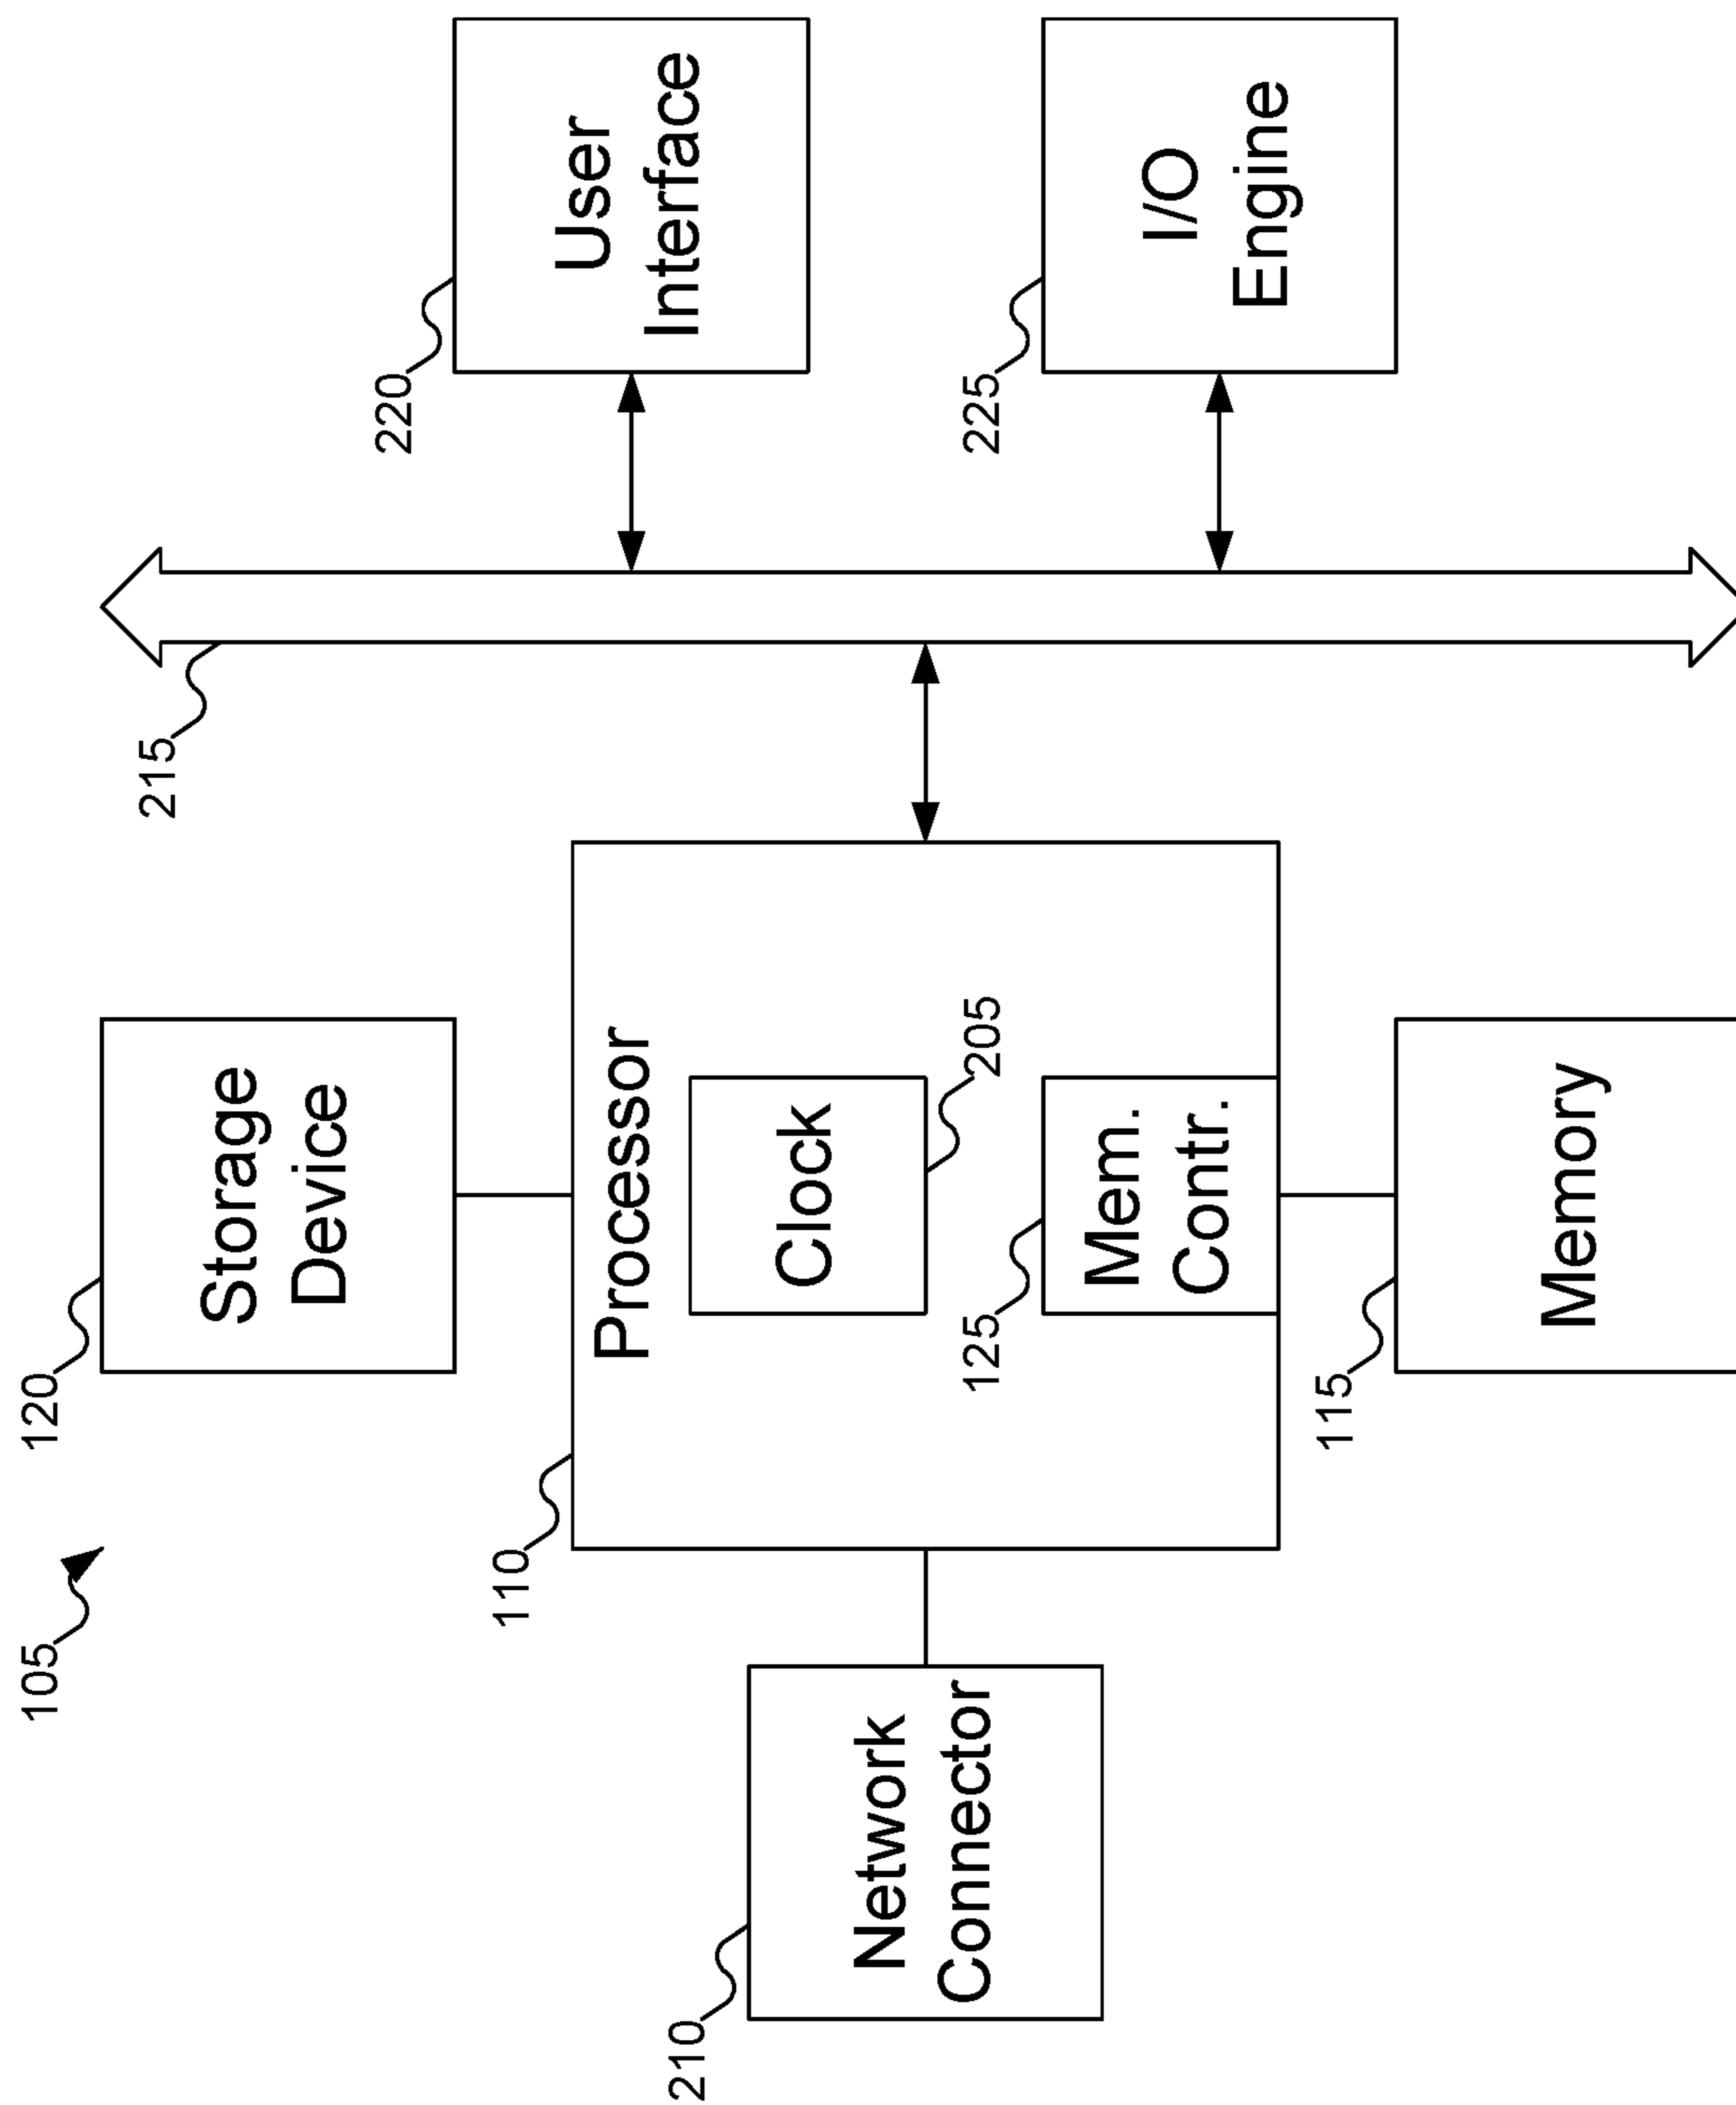 105
120
Storage
Device
215
220
User
Interface
110
Processor
210
Network
Connector
Clock
205
125
Mem.
Contr.
225
I/O
Engine
115
Memory